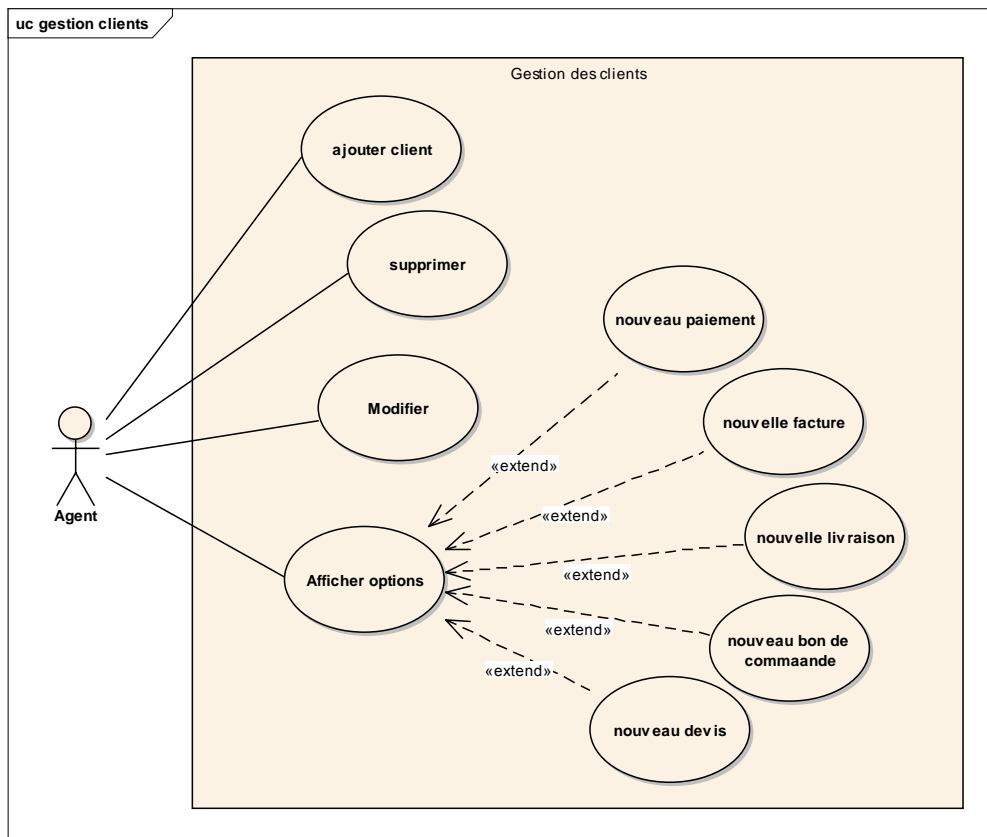 uc gestion clients
Gestion des clients
ajouter client
supprimer
nouveau paiement
Modifier
nouvelle facture
«extend»
«extend»
Agent
nouvelle livraison
Afficher options
«extend»
«extend»
nouveau bon de
commaande
«extend»
nouveau devis